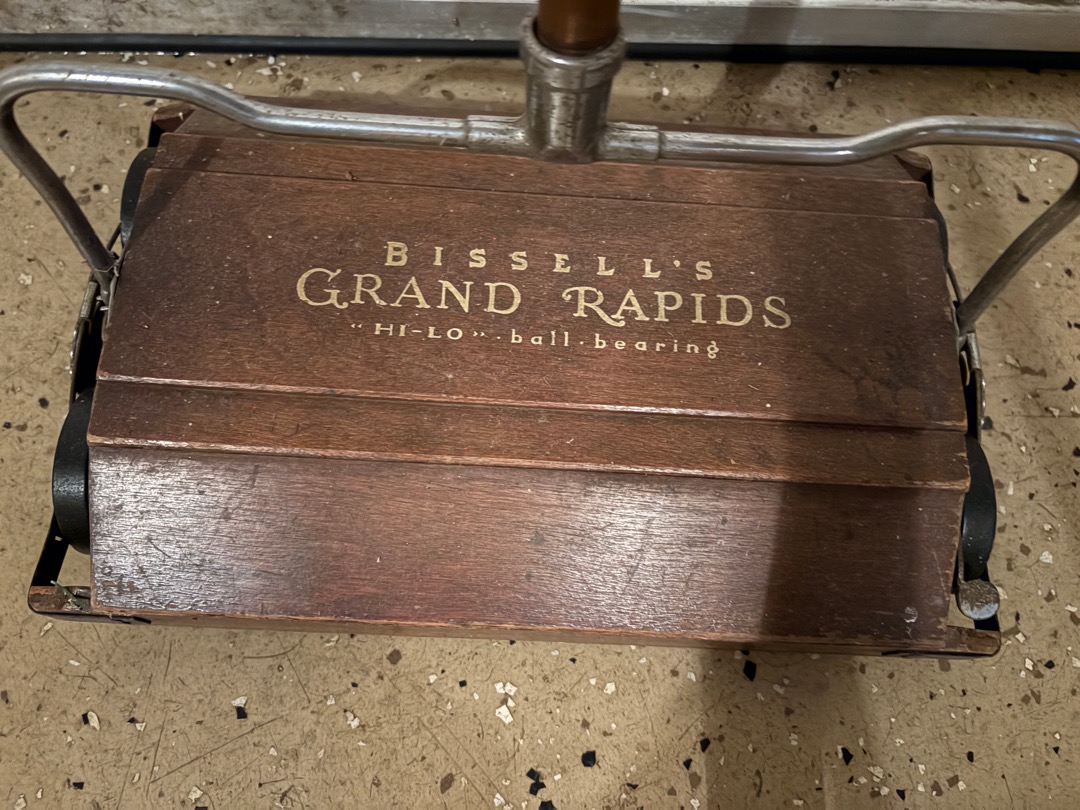 BISSELL'S
GRAND RAPIDS
"HI-LO"·ball·bearing